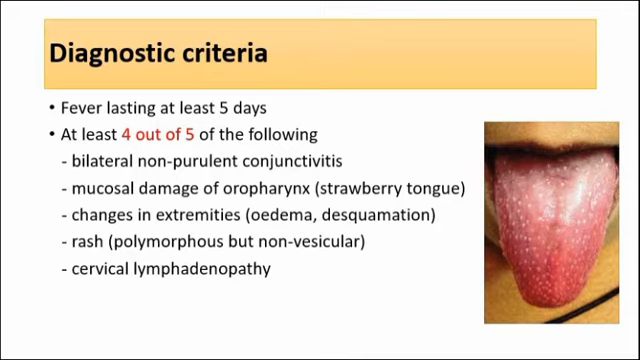 Diagnostic criteria
• Fever lasting at least 5 days
• At least 4 out of 5 of the following
- bilateral non-purulent conjunctivitis
- mucosal damage of oropharynx (strawberry tongue)
- changes in extremities (oedema, desquamation)
- rash (polymorphous but non-vesicular)
- cervical lymphadenopathy